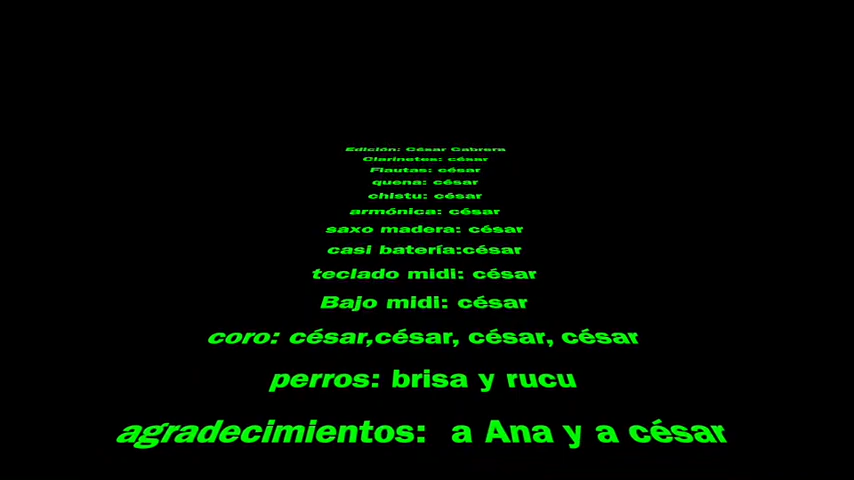 Edición: César Cabrera
Clarinetes: césar
Flautas: césar
quena: césar
chistu: césar
armónica: césar
saxo madera: césar
casi batería:césar
teclado midi: césar
Bajo midi: césar
coro: césar,césar, césar, césar
perros: brisa y rucu
agradecimientos:  a Ana y a césar